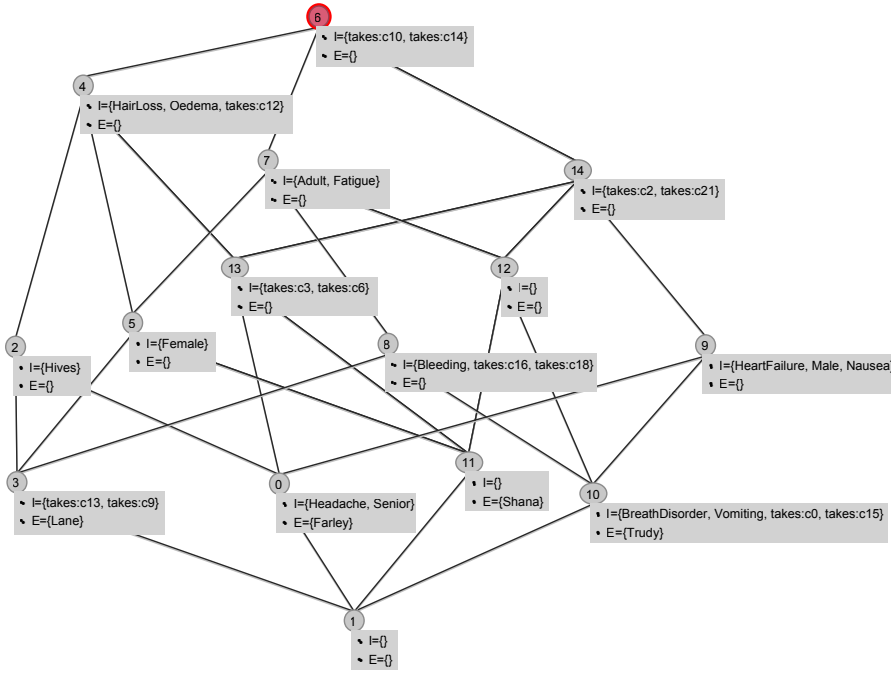 6
I={takes:c10, takes:c14}
E={}
4
I={HairLoss, Oedema, takes:c12}
E={}
7
I={Adult, Fatigue}
E={}
14
I={takes:c2, takes:c21}
E={}
13
I={takes:c3, takes:c6}
E={}
12
I={}
E={}
5
I={Female}
E={}
2
I={Hives}
E={}
8
I={Bleeding, takes:c16, takes:c18}
E={}
9
I={HeartFailure, Male, Nausea}
E={}
3
I={takes:c13, takes:c9}
E={Lane}
0
I={Headache, Senior}
E={Farley}
11
I={}
E={Shana}
10
I={BreathDisorder, Vomiting, takes:c0, takes:c15}
E={Trudy}
1
I={}
E={}